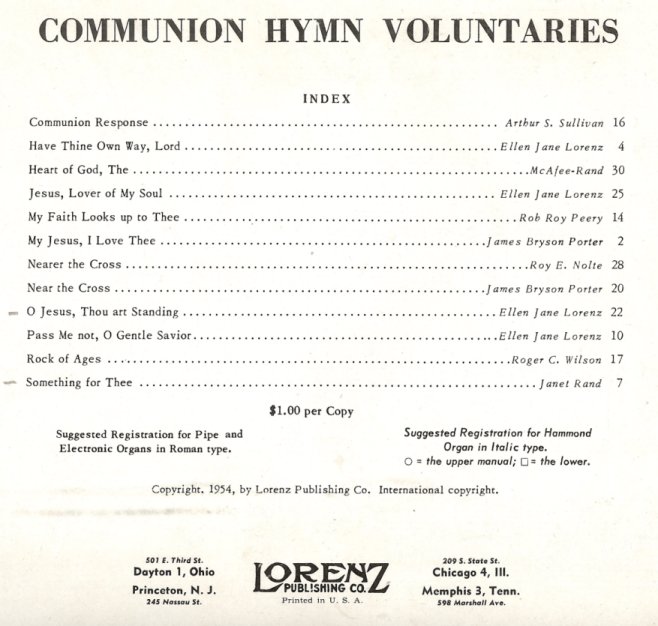 COMMUNION HYMN VOLUNTARIES
INDEX
Communion Response .................................................... Arthur S. Sullivan 16
Have Thine Own Way, Lord .............................................. Ellen Jane Lorenz 4
Heart of God, The ..................................................... McAfee-Rand 30
Jesus, Lover of My Soul ............................................... Ellen Jane Lorenz 25
My Faith Looks up to Thee ............................................. Rob Roy Peery 14
My Jesus, I Love Thee ................................................. James Bryson Porter 2
Nearer the Cross ...................................................... Roy E. Nolte 28
Near the Cross ........................................................ James Bryson Porter 20
O Jesus, Thou art Standing ............................................ Ellen Jane Lorenz 22
Pass Me not, O Gentle Savior........................................... Ellen Jane Lorenz 10
Rock of Ages .......................................................... Roger C. Wilson 17
Something for Thee .................................................... Janet Rand 7
$1.00 per Copy
Suggested Registration for Pipe and
Electronic Organs in Roman type.
Suggested Registration for Hammond
Organ in Italic type.
○ = the upper manual; □ = the lower.
Copyright. 1954, by Lorenz Publishing Co. International copyright.
501 E. Third St.
Dayton 1, Ohio
Princeton, N. J.
245 Nassau St.
LORENZ
PUBLISHING CO.
Printed in U. S. A.
209 S. State St.
Chicago 4, Ill.
Memphis 3, Tenn.
598 Marshall Ave.